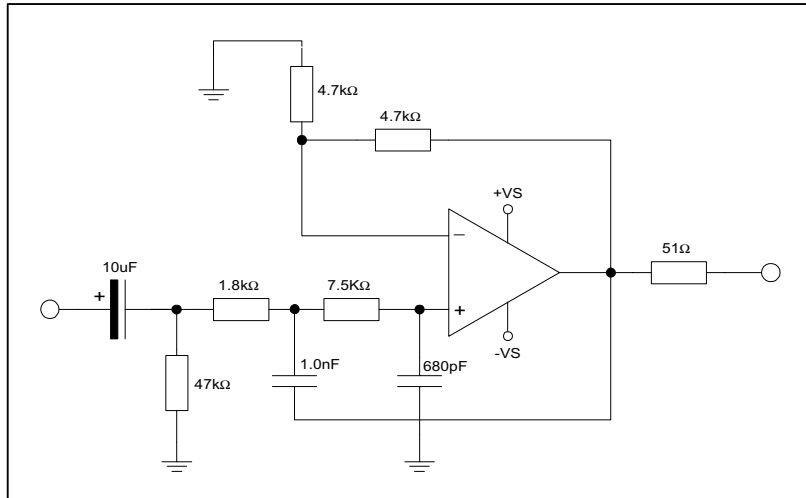 4.7kΩ
4.7kΩ
+VS
51Ω
−
10uF
+
1.8kΩ
7.5KΩ
+
-VS
1.0nF
680pF
47kΩ